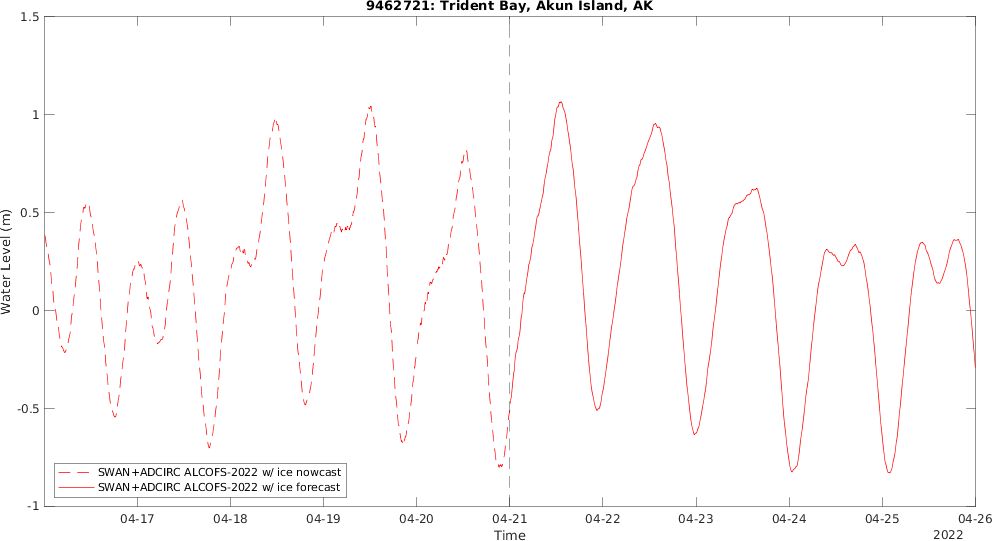 9462721: Trident Bay, Akun Island, AK
1.5
1
0.5
0
-0.5
-1
Water Level (m)
SWAN+ADCIRC ALCOFS-2022 w/ ice nowcast
SWAN+ADCIRC ALCOFS-2022 w/ ice forecast
04-17 04-18 04-19 04-20 04-21 04-22 04-23 04-24 04-25 04-26
Time
2022